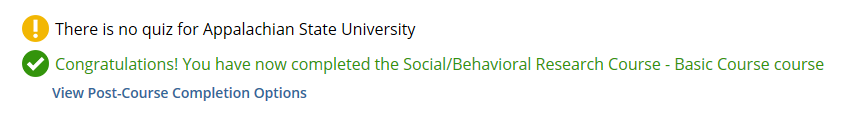 There is no quiz for Appalachian State University
Congratulations! You have now completed the Social/Behavioral Research Course - Basic Course course
View Post-Course Completion Options